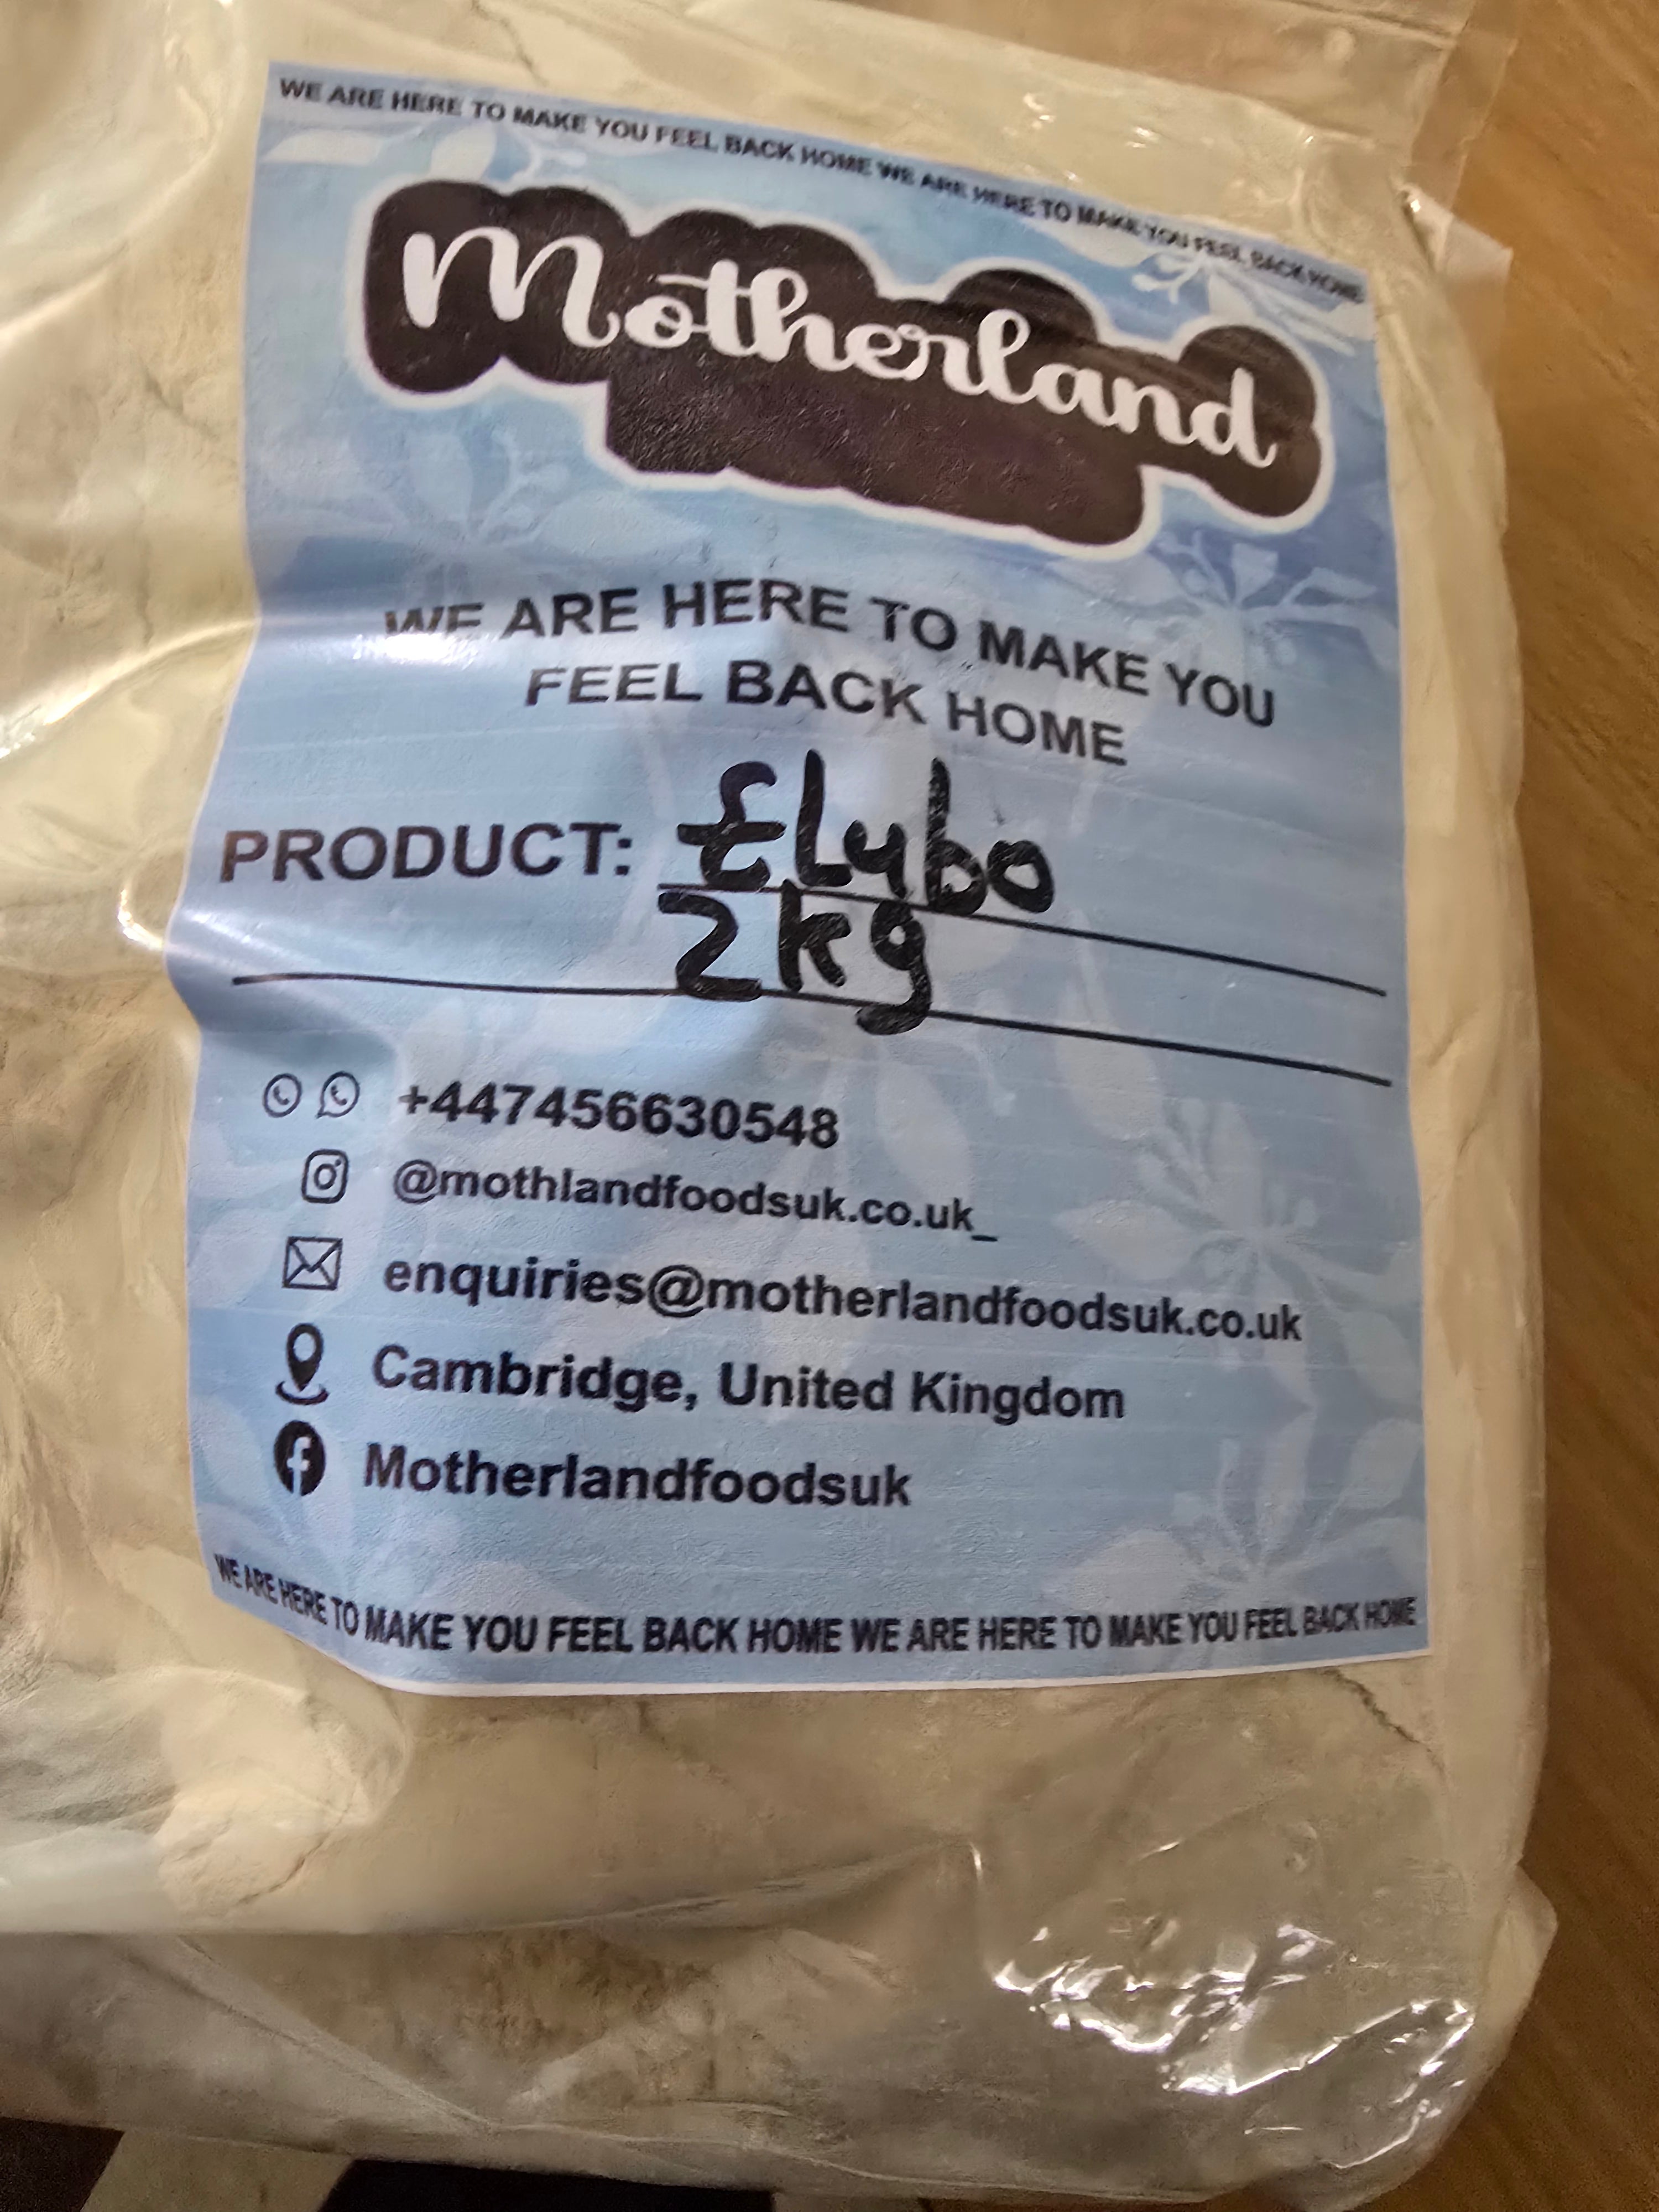 WE ARE HERE TO MAKE YOU FEEL BACK HOME WE ARE HERE TO MAKE YOU FEEL BACK HOME
Motherland
WE ARE HERE TO MAKE YOU
FEEL BACK HOME
PRODUCT: Elybo
2kg
+447456630548
@mothlandfoodsuk.co.uk_
enquiries@motherlandfoodsuk.co.uk
Cambridge, United Kingdom
Motherlandfoodsuk
WE ARE HERE TO MAKE YOU FEEL BACK HOME WE ARE HERE TO MAKE YOU FEEL BACK HOME